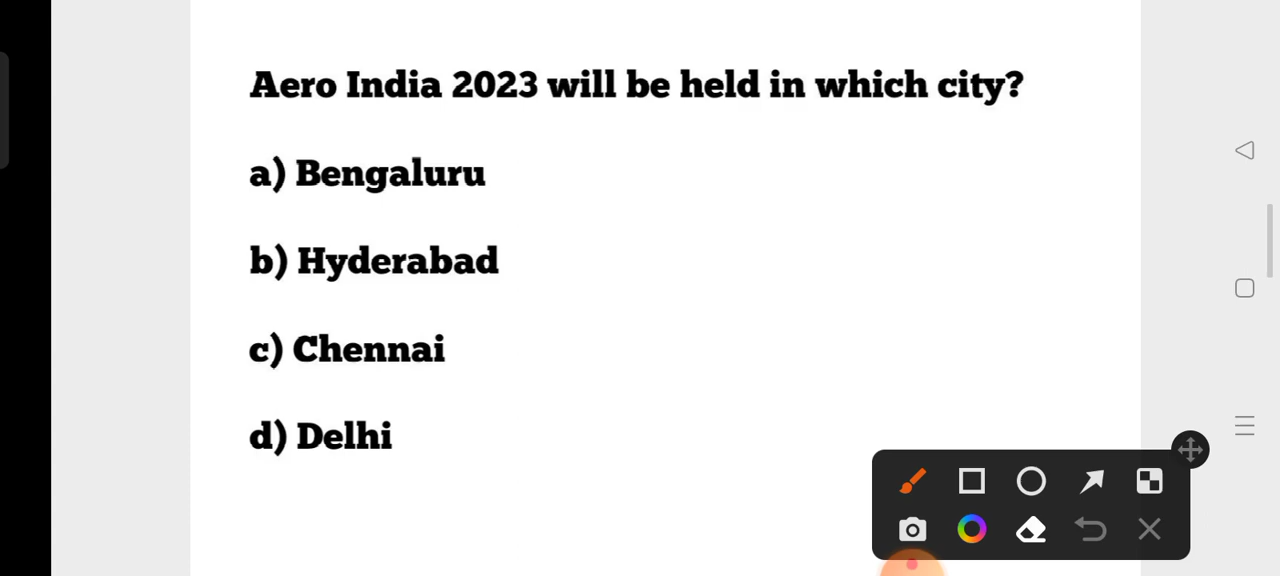 Aero India 2023 will be held in which city?
a) Bengaluru
b) Hyderabad
c) Chennai
d) Delhi